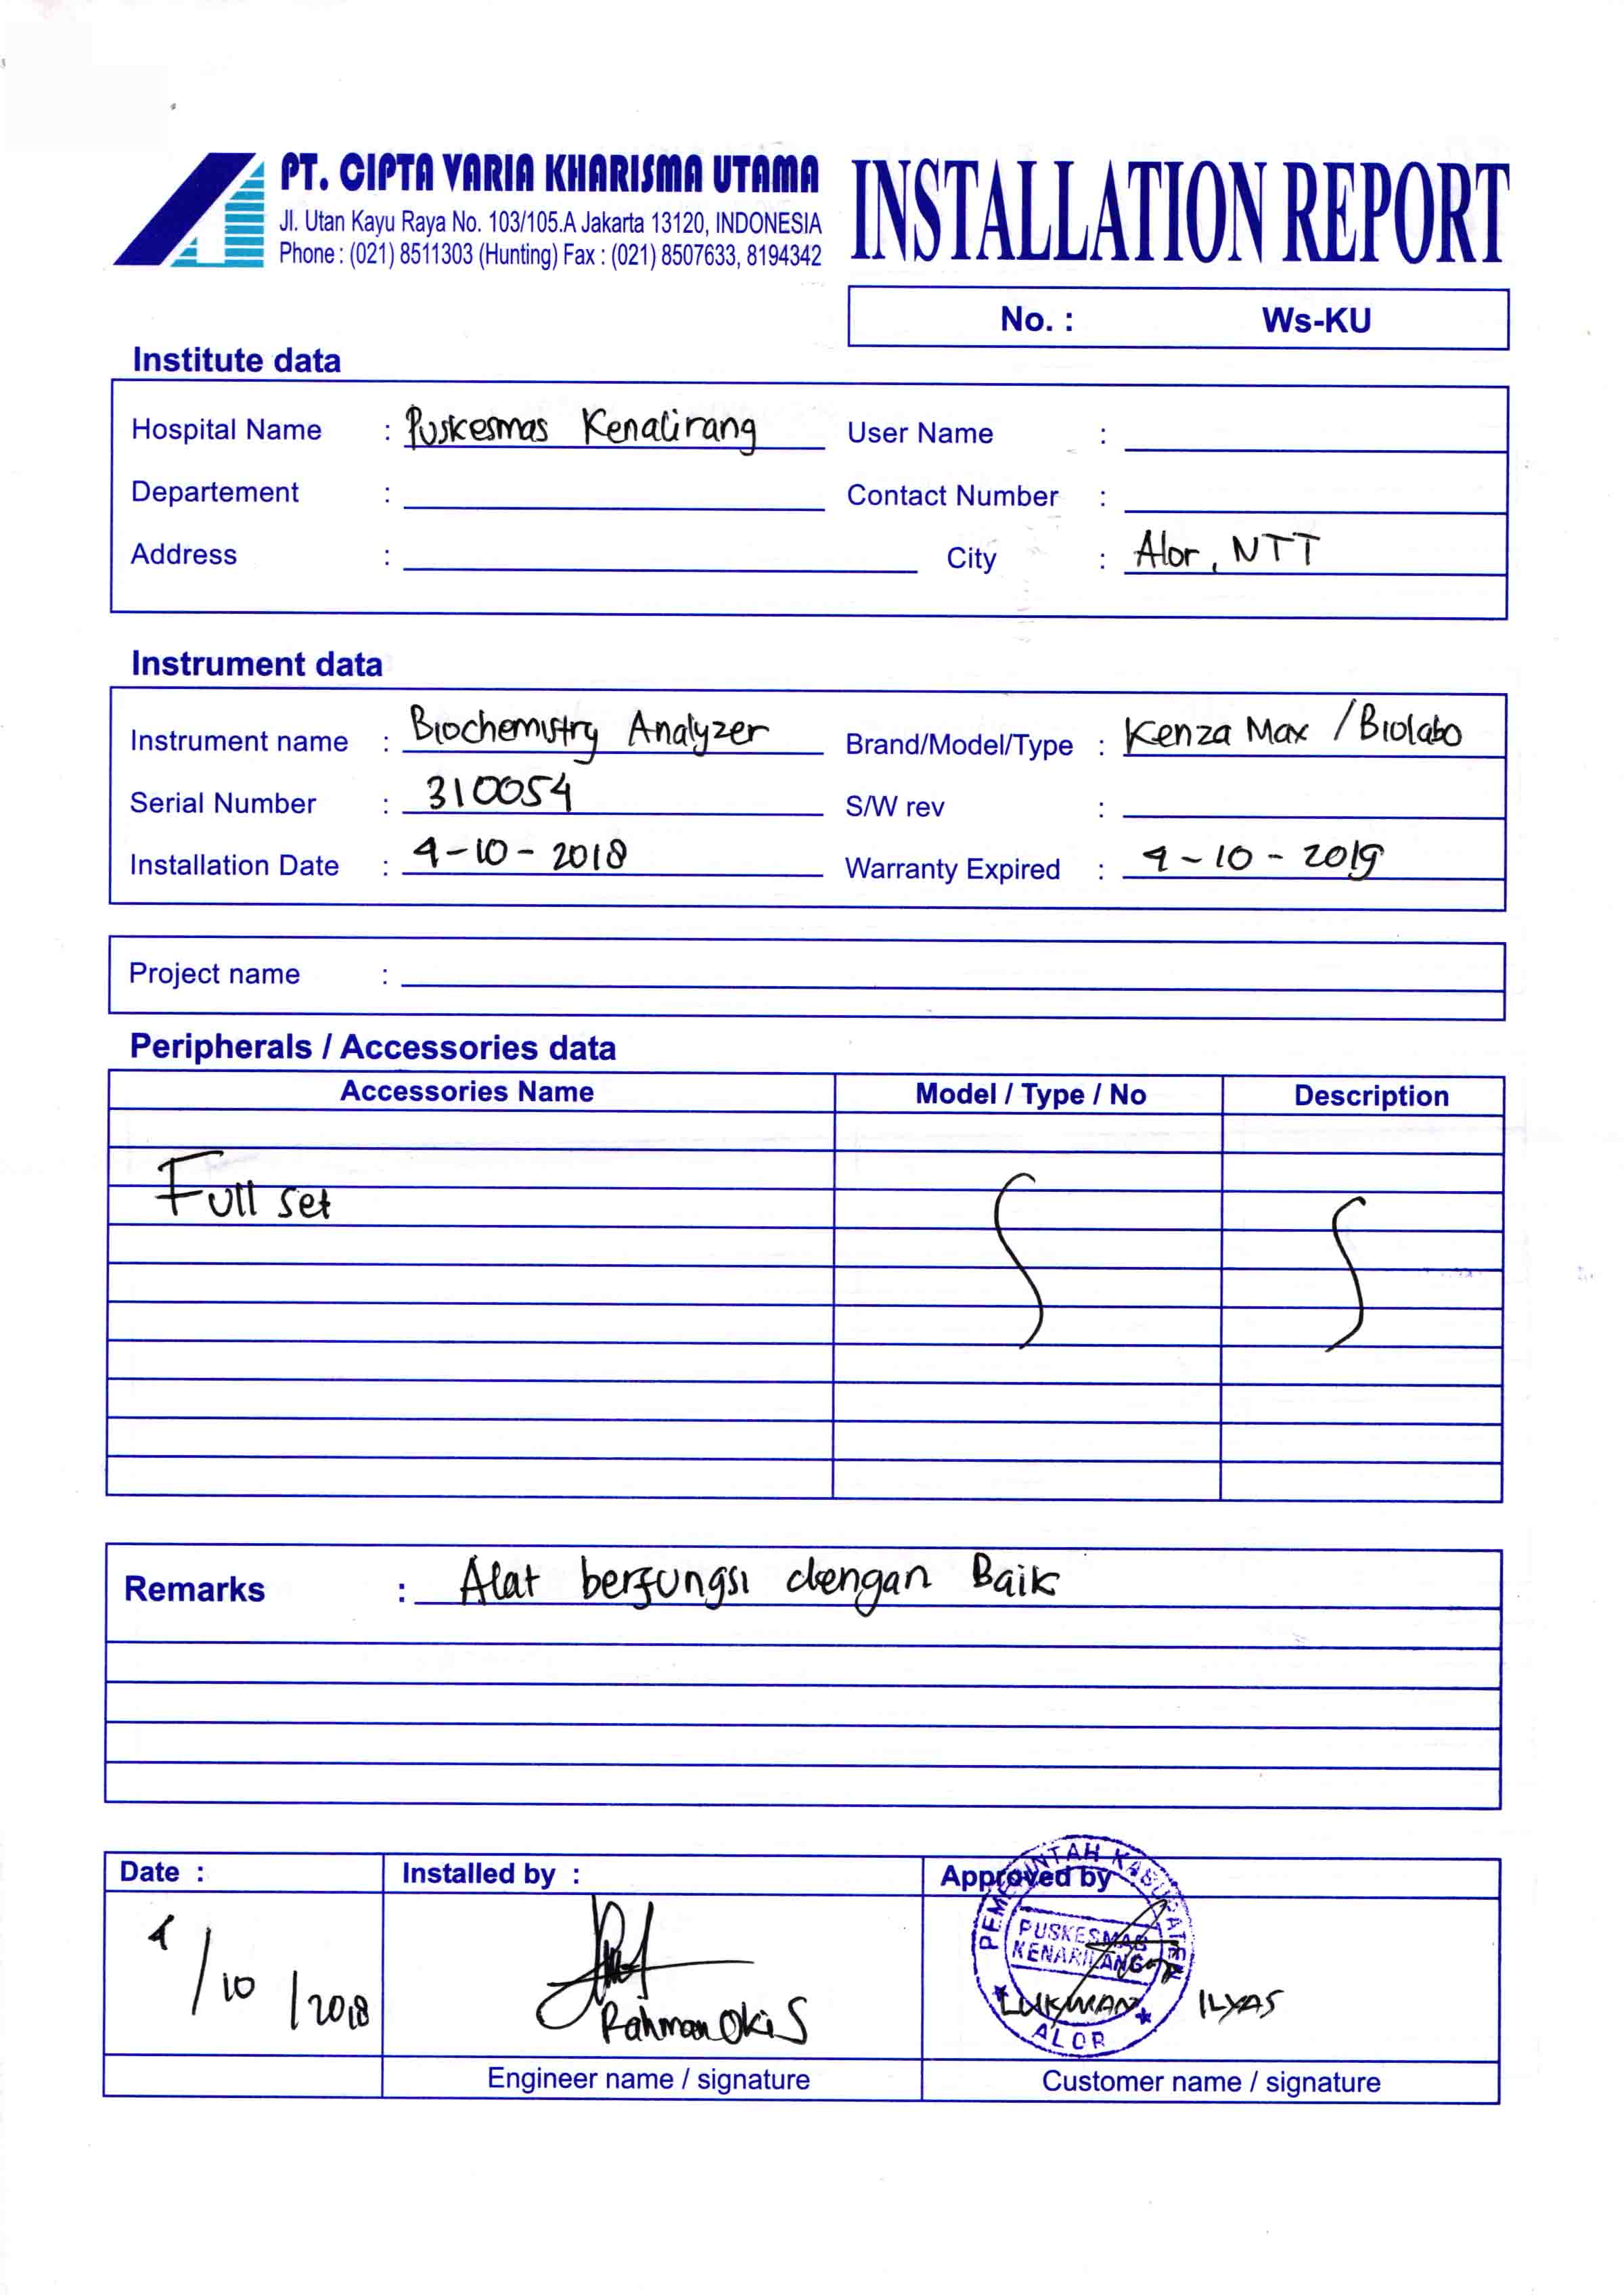 PT. CIPTA VARIA KHARISMA UTAMA
Jl. Utan Kayu Raya No. 103/105.A Jakarta 13120, INDONESIA
Phone : (021) 8511303 (Hunting) Fax : (021) 8507633, 8194342
INSTALLATION REPORT
No. : Ws-KU
Institute data
Hospital Name : Puskesmas Kenalirang User Name :
Departement : Contact Number :
Address : City : Alor, NTT
Instrument data
Instrument name : Biochemistry Analyzer Brand/Model/Type : Kenza Max / Biolabo
Serial Number : 310054 S/W rev :
Installation Date : 4-10-2018 Warranty Expired : 4-10-2019
Project name :
Peripherals / Accessories data
Accessories Name Model / Type / No Description
Full set
Remarks : Alat berfungsi dengan Baik
Date : Installed by : Approved by
PEMERINTAH KABUPATEN
PUSKESMAS
KENARILANG
ALOR
4/10/2018 Rahman Oki S LUKMAN ILYAS
Engineer name / signature Customer name / signature